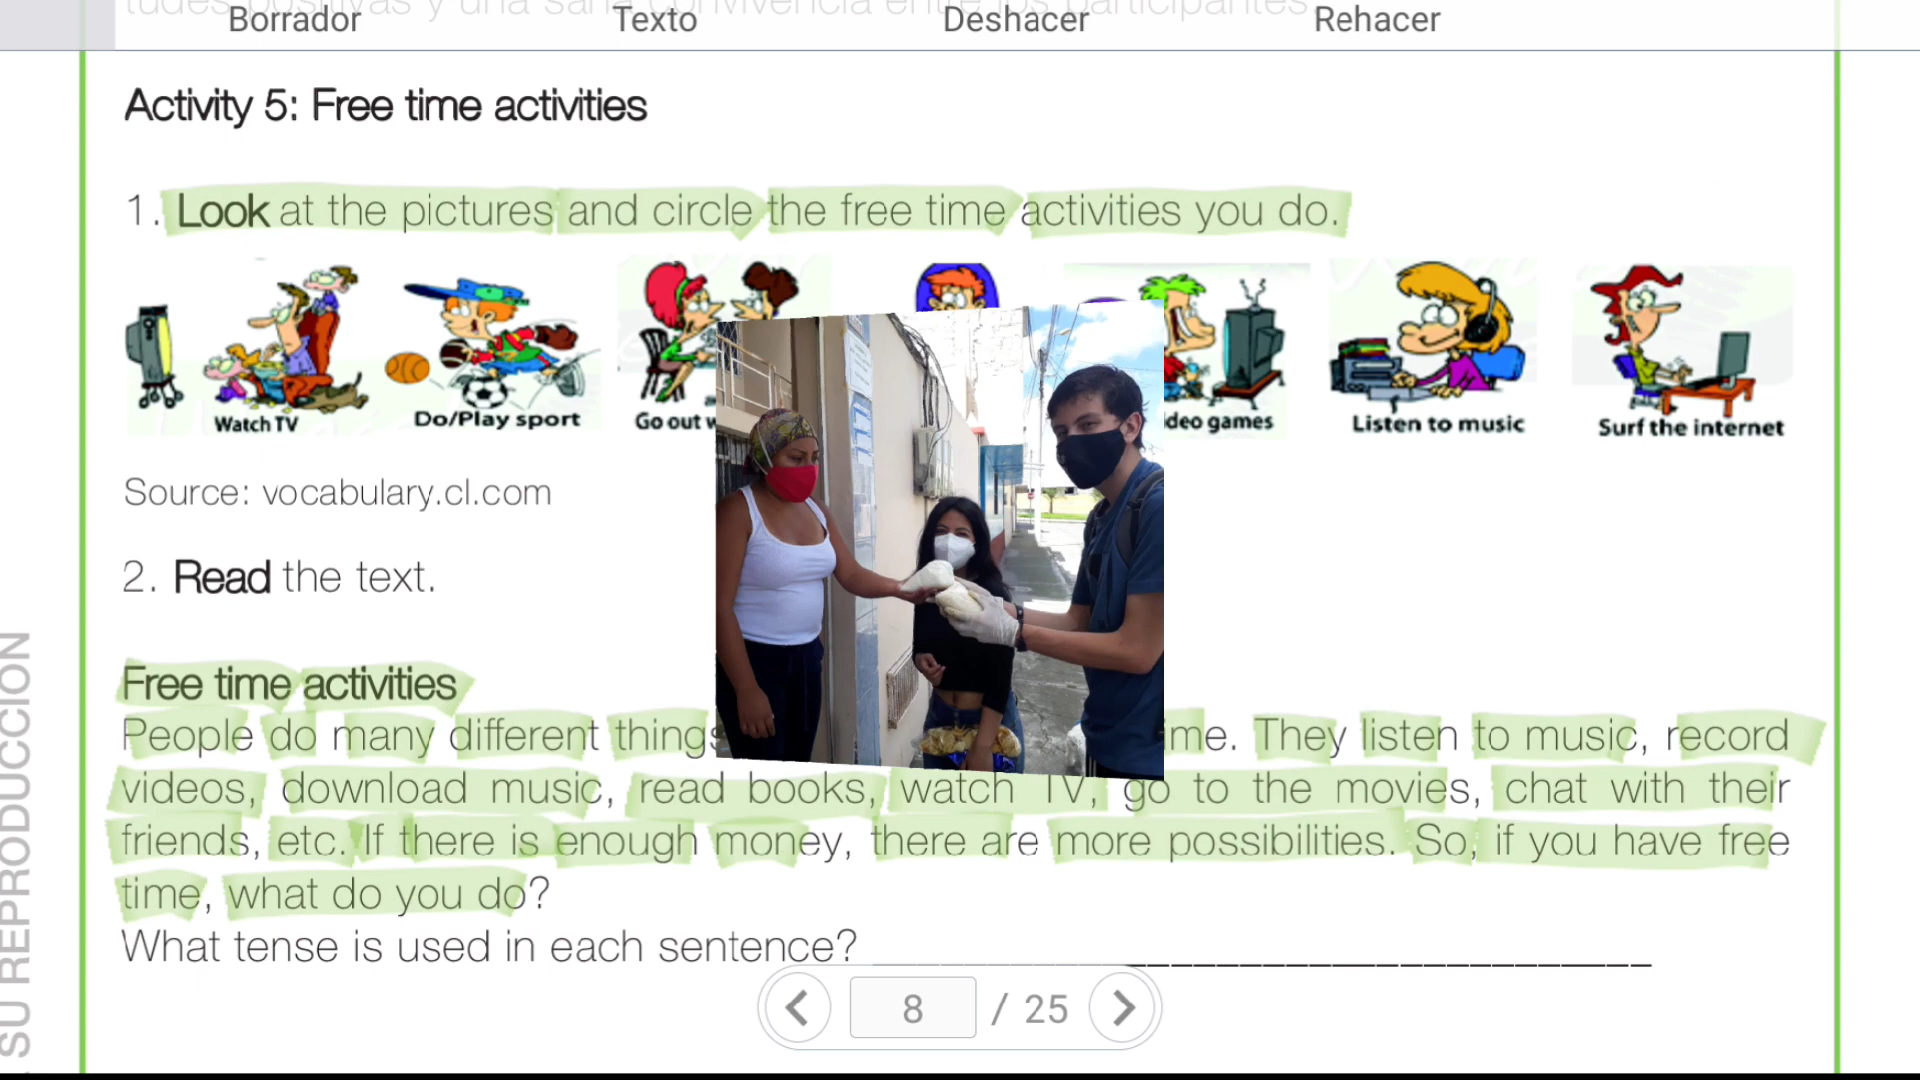 Borrador Texto Deshacer Rehacer
Activity 5: Free time activities
1. Look at the pictures and circle the free time activities you do.
Watch TV Do/Play sport Go out games Listen to music Surf the internet
Source: vocabulary.cl.com
2. Read the text.
Free time activities
People do many different things me. They listen to music, record
videos, download music, read books, watch TV, go to the movies, chat with their
friends, etc. If there is enough money, there are more possibilities. So, if you have free
time, what do you do?
What tense is used in each sentence?
8 / 25
SU REPRODUCCIÓN